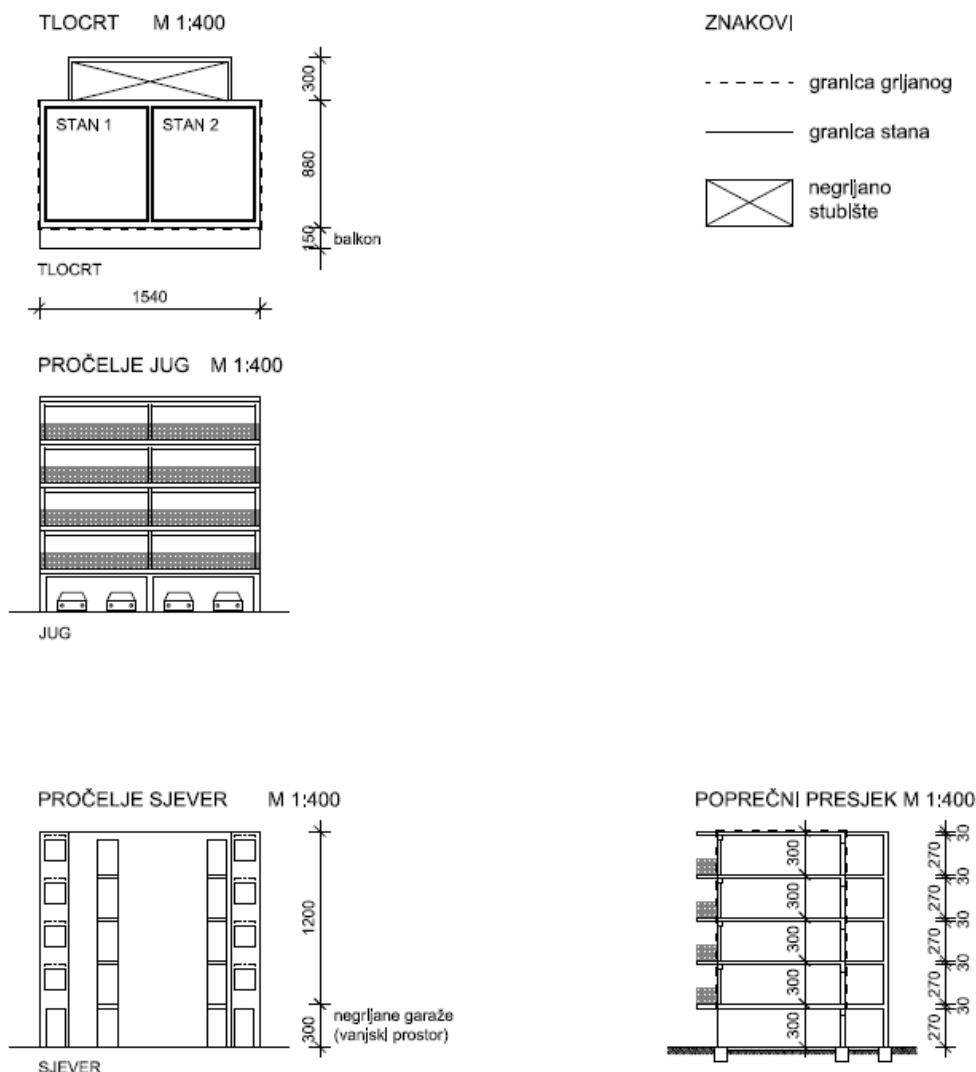 TLOCRT M 1:400
300
STAN 1 STAN 2
880
150 balkon
TLOCRT
1540
ZNAKOVI
granica grijanog
granica stana
negrijano
stubište
PROČELJE JUG M 1:400
JUG
PROČELJE SJEVER M 1:400
1200
300
negrijane garaže
(vanjski prostor)
SJEVER
POPREČNI PRESJEK M 1:400
30
300 270
30
300 270
30
300 270
30
300 270
30
300 270